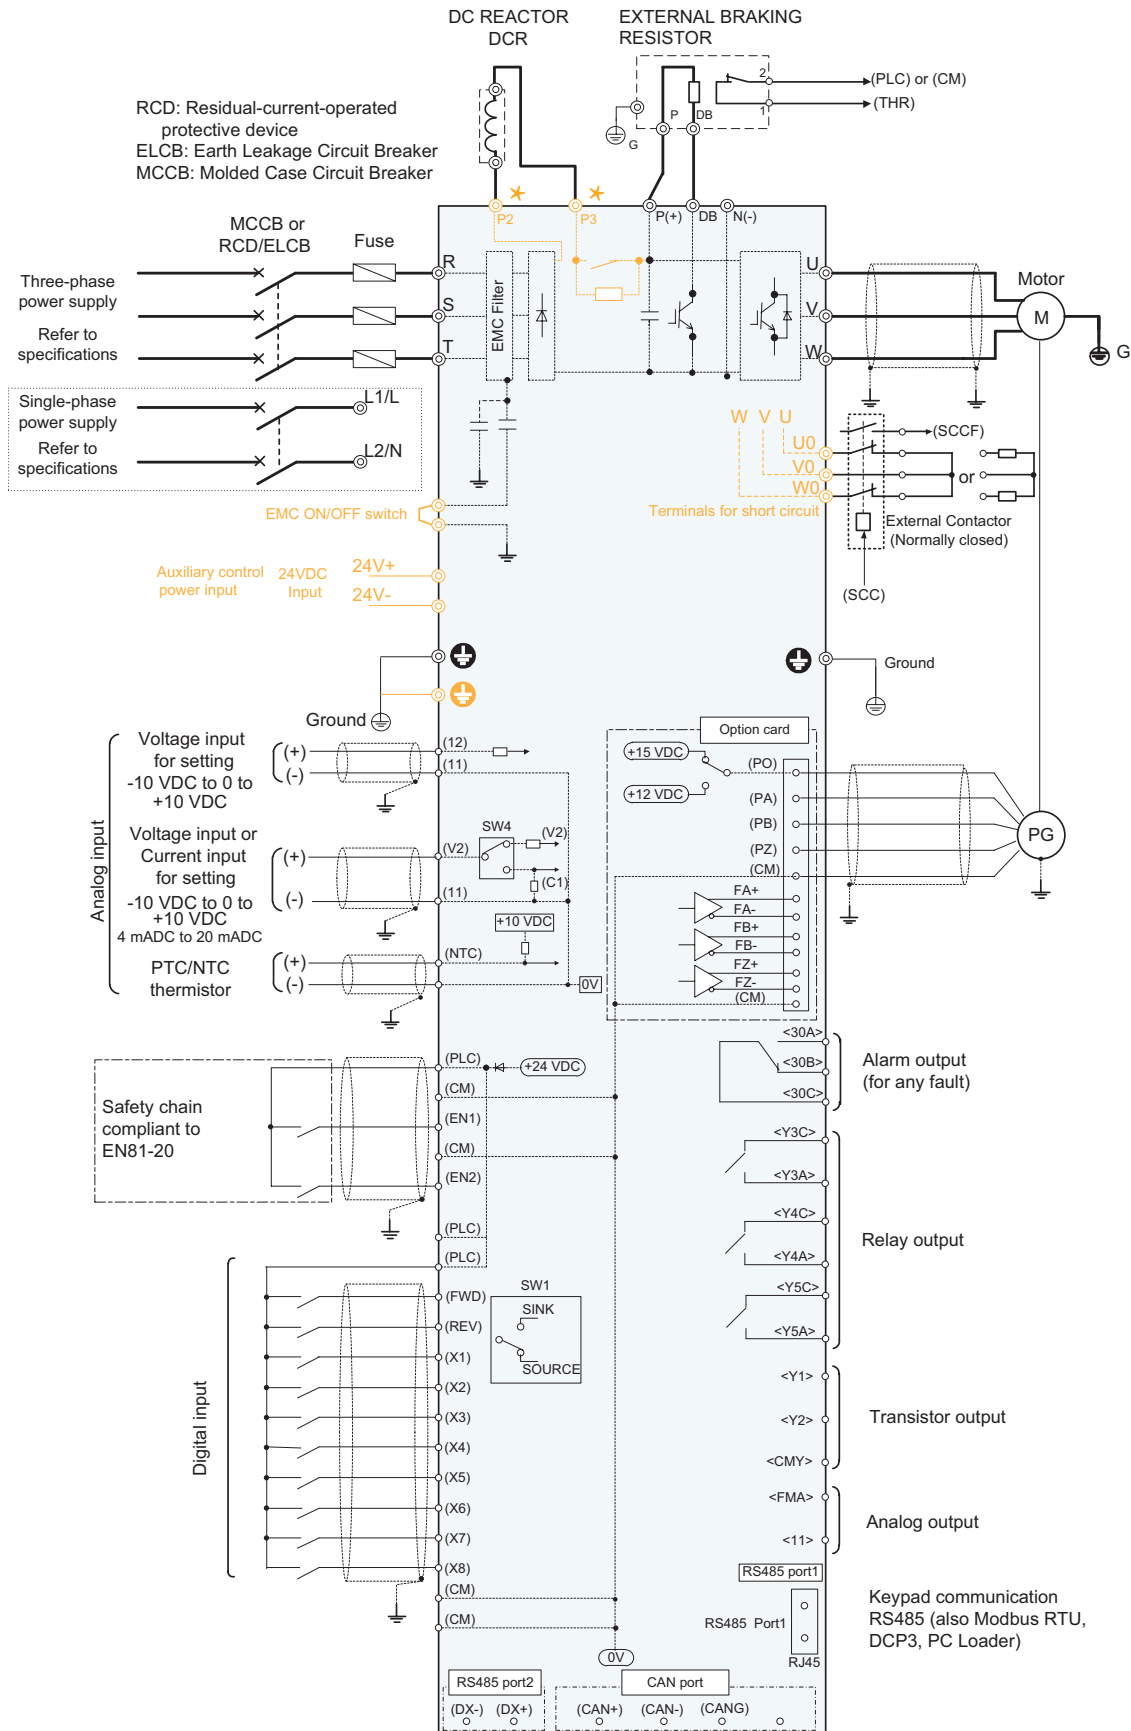 DC REACTOR
DCR
EXTERNAL BRAKING
RESISTOR
2
(PLC) or (CM)
1
(THR)
P
DB
G
RCD: Residual-current-operated
protective device
ELCB: Earth Leakage Circuit Breaker
MCCB: Molded Case Circuit Breaker
P2
P3
P(+)
DB
N(-)
MCCB or
RCD/ELCB
Fuse
Three-phase
power supply
Refer to
specifications
R
S
T
EMC Filter
U
V
W
Motor
M
G
Single-phase
power supply
Refer to
specifications
L1/L
L2/N
W V U
U0
V0
W0
Terminals for short circuit
(SCCF)
or
External Contactor
(Normally closed)
(SCC)
EMC ON/OFF switch
Auxiliary control
power input
24VDC
Input
24V+
24V-
Ground
Ground
Analog input
Voltage input
for setting
-10 VDC to 0 to
+10 VDC
(+)
(-)
(12)
(11)
Voltage input or
Current input
for setting
-10 VDC to 0 to
+10 VDC
4 mADC to 20 mADC
(+)
(-)
(V2)
(11)
SW4
(V2)
(C1)
+10 VDC
PTC/NTC
thermistor
(+)
(-)
(NTC)
0V
Option card
+15 VDC
+12 VDC
(PO)
(PA)
(PB)
(PZ)
(CM)
FA+
FA-
FB+
FB-
FZ+
FZ-
(CM)
PG
Safety chain
compliant to
EN81-20
(PLC)
+24 VDC
(CM)
(EN1)
(CM)
(EN2)
(PLC)
(PLC)
<30A>
<30B>
<30C>
Alarm output
(for any fault)
<Y3C>
<Y3A>
<Y4C>
<Y4A>
<Y5C>
<Y5A>
Relay output
Digital input
(FWD)
(REV)
(X1)
(X2)
(X3)
(X4)
(X5)
(X6)
(X7)
(X8)
(CM)
(CM)
SW1
SINK
SOURCE
<Y1>
<Y2>
<CMY>
Transistor output
<FMA>
<11>
Analog output
RS485 port1
RS485 Port1
RJ45
Keypad communication
RS485 (also Modbus RTU,
DCP3, PC Loader)
0V
RS485 port2
(DX-) (DX+)
CAN port
(CAN+) (CAN-) (CANG)